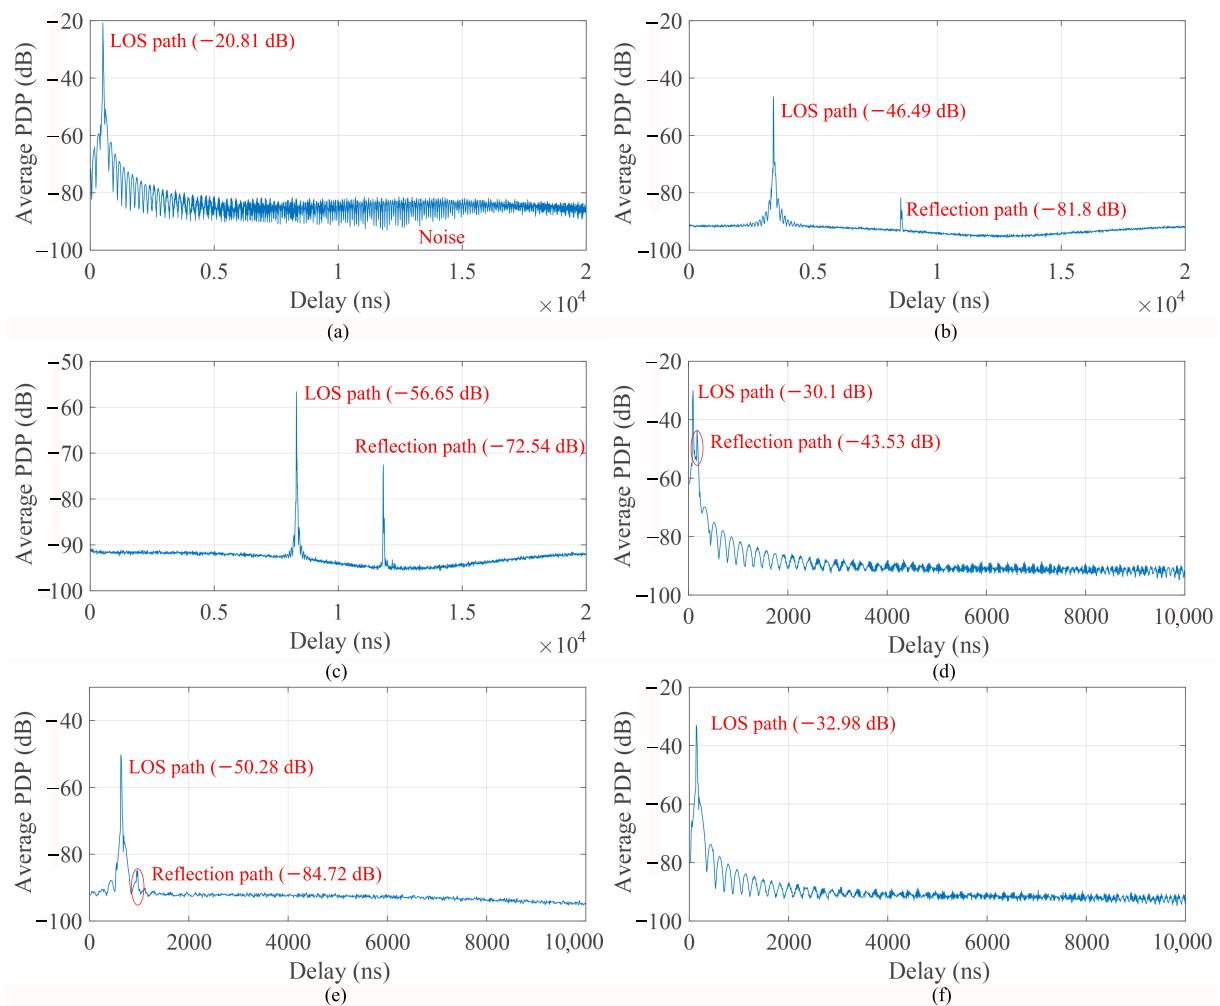 −20
LOS path (−20.81 dB)
−40
−60
−80
−100
Average PDP (dB)
Noise
0 0.5 1 1.5 2
Delay (ns)
×10⁴
(a)
−20
−40
LOS path (−46.49 dB)
−60
−80
Reflection path (−81.8 dB)
−100
Average PDP (dB)
0 0.5 1 1.5 2
Delay (ns)
×10⁴
(b)
−50
LOS path (−56.65 dB)
−60
Reflection path (−72.54 dB)
−70
−80
−90
−100
Average PDP (dB)
0 0.5 1 1.5 2
Delay (ns)
×10⁴
(c)
−20
LOS path (−30.1 dB)
−40
Reflection path (−43.53 dB)
−60
−80
−100
Average PDP (dB)
0 2000 4000 6000 8000 10,000
Delay (ns)
(d)
−40
LOS path (−50.28 dB)
−60
−80
Reflection path (−84.72 dB)
−100
Average PDP (dB)
0 2000 4000 6000 8000 10,000
Delay (ns)
(e)
−20
LOS path (−32.98 dB)
−40
−60
−80
−100
Average PDP (dB)
0 2000 4000 6000 8000 10,000
Delay (ns)
(f)